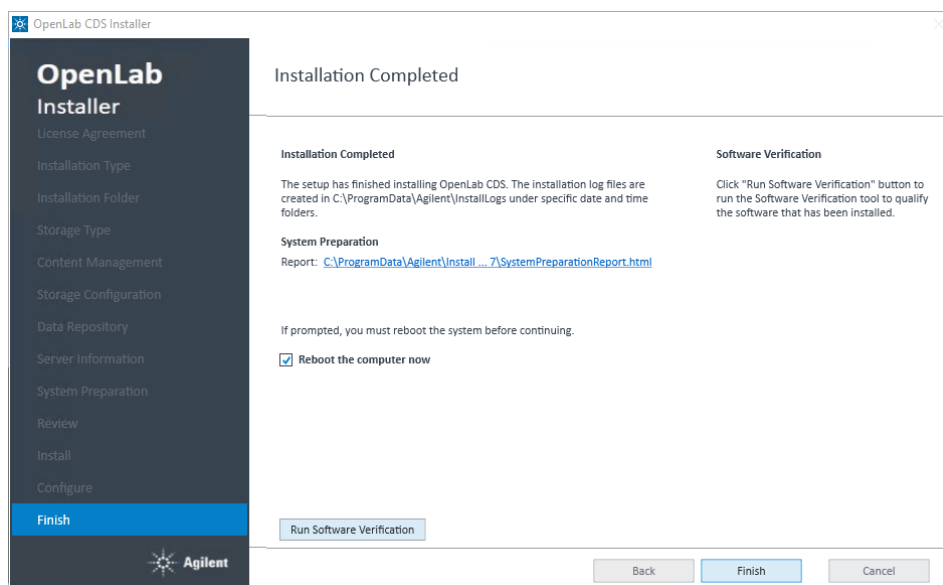 OpenLab CDS Installer
OpenLab
Installer
License Agreement
Installation Type
Installation Folder
Storage Type
Content Management
Storage Configuration
Data Repository
Server Information
System Preparation
Review
Install
Configure
Finish
Agilent
Installation Completed
Installation Completed
The setup has finished installing OpenLab CDS. The installation log files are
created in C:\ProgramData\Agilent\InstallLogs under specific date and time
folders.
System Preparation
Report: C:\ProgramData\Agilent\Install ... 7\SystemPreparationReport.html
If prompted, you must reboot the system before continuing.
Reboot the computer now
Run Software Verification
Software Verification
Click "Run Software Verification" button to
run the Software Verification tool to qualify
the software that has been installed.
Back
Finish
Cancel